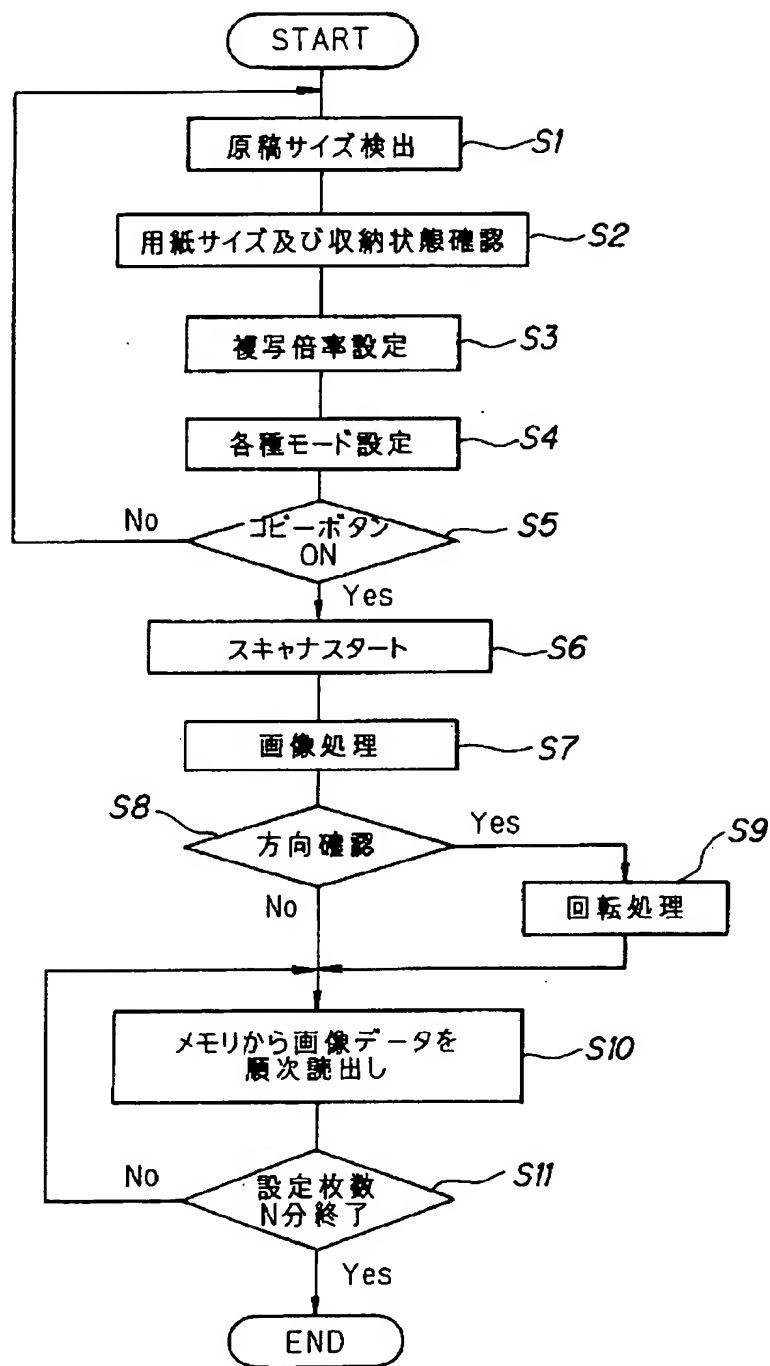 START
原稿サイズ検出
S1
用紙サイズ及び収納状態確認
S2
複写倍率設定
S3
各種モード設定
S4
No
コピーボタン
ON
S5
Yes
スキャナスタート
S6
画像処理
S7
S8
方向確認
Yes
S9
No
回転処理
メモリから画像データを
順次読出し
S10
No
設定枚数
N分終了
S11
Yes
END